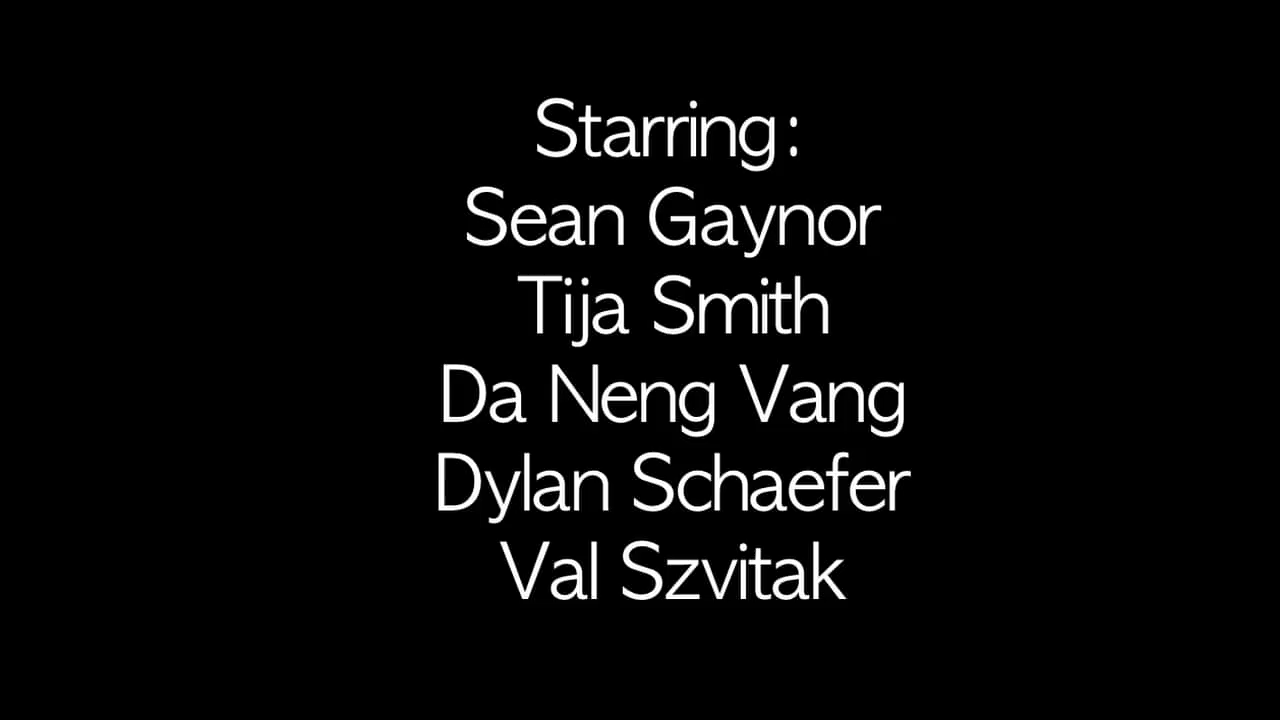 Starring:
Sean Gaynor
Tija Smith
Da Neng Vang
Dylan Schaefer
Val Szvitak